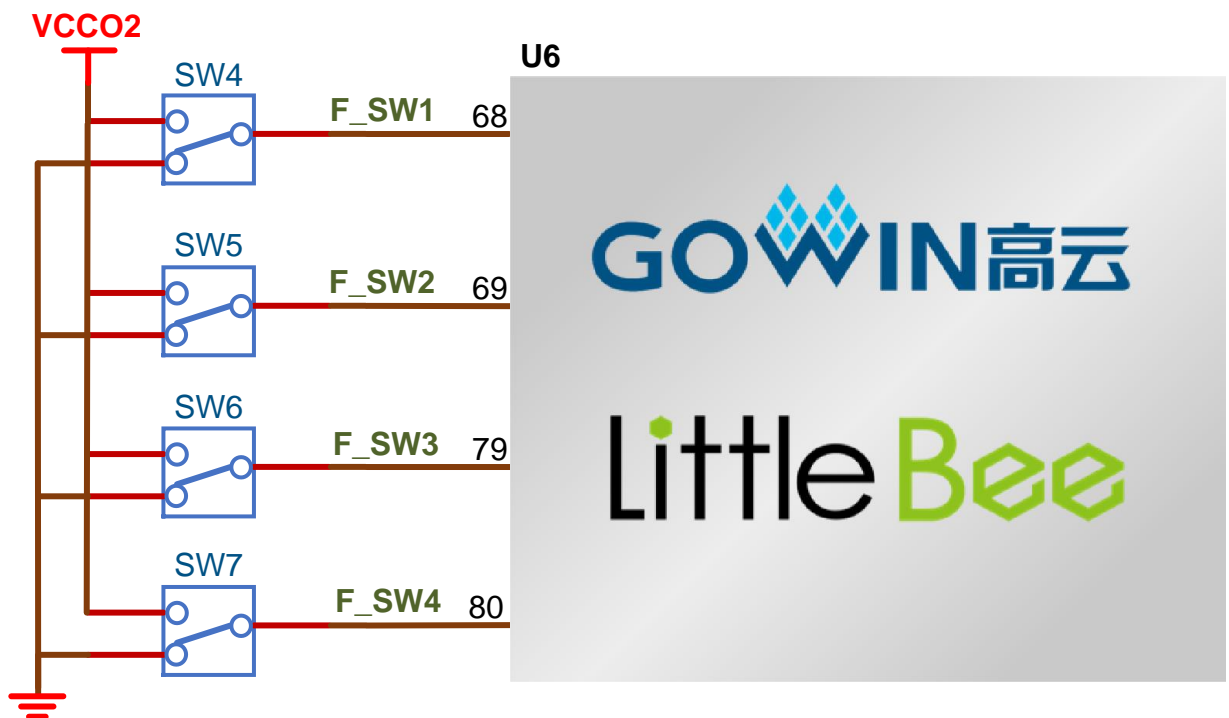 VCCO2
U6
SW4
F_SW1 68
SW5
F_SW2 69
GOWIN高云
SW6
F_SW3 79
LittleBee
SW7
F_SW4 80